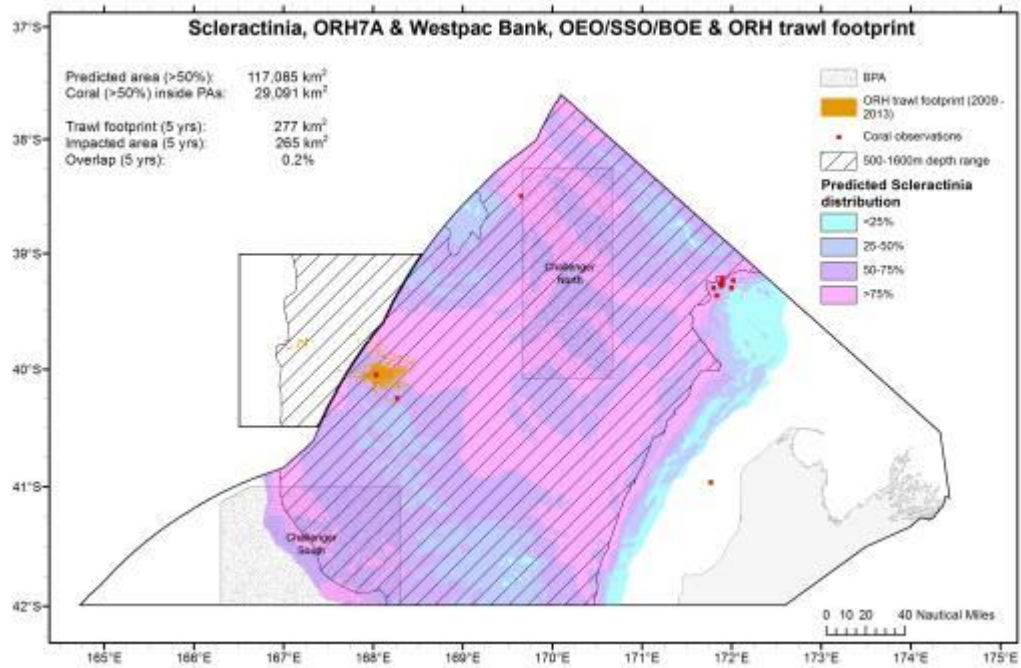 Scleractinia, ORH7A & Westpac Bank, OEO/SSO/BOE & ORH trawl footprint
Predicted area (>50%): 117,085 km²
Coral (>50%) inside PAs: 29,091 km²
Trawl footprint (5 yrs): 277 km²
Impacted area (5 yrs): 265 km²
Overlap (5 yrs): 0.2%
BPA
ORH trawl footprint (2009 -
2013)
Coral observations
500-1600m depth range
Predicted Scleractinia
distribution
<25%
25-50%
50-75%
>75%
37°S
38°S
39°S
40°S
41°S
42°S
Challenger
North
Challenger
South
0 10 20 40 Nautical Miles
165°E 166°E 167°E 168°E 169°E 170°E 171°E 172°E 173°E 174°E 175°E